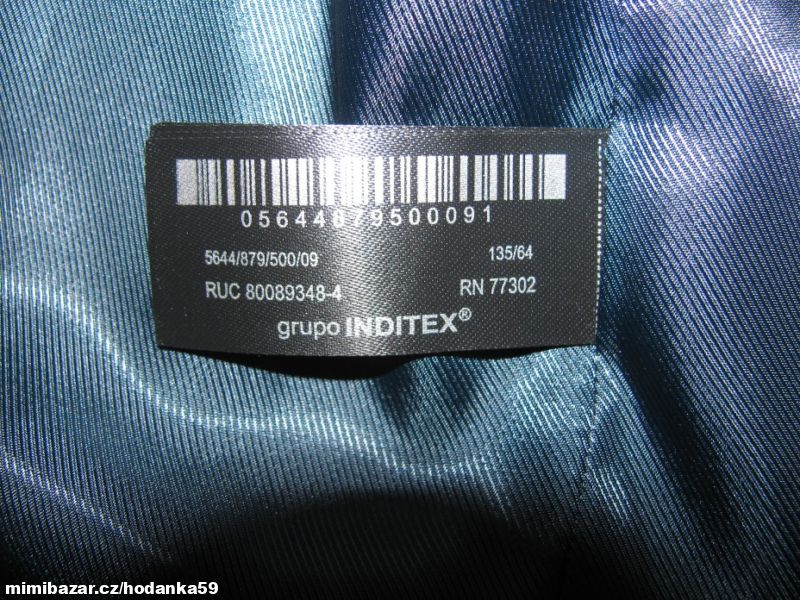 05644879500091
5644/879/500/09 135/64
RUC 80089348-4 RN 77302
grupo INDITEX®
mimibazar.cz/hodanka59